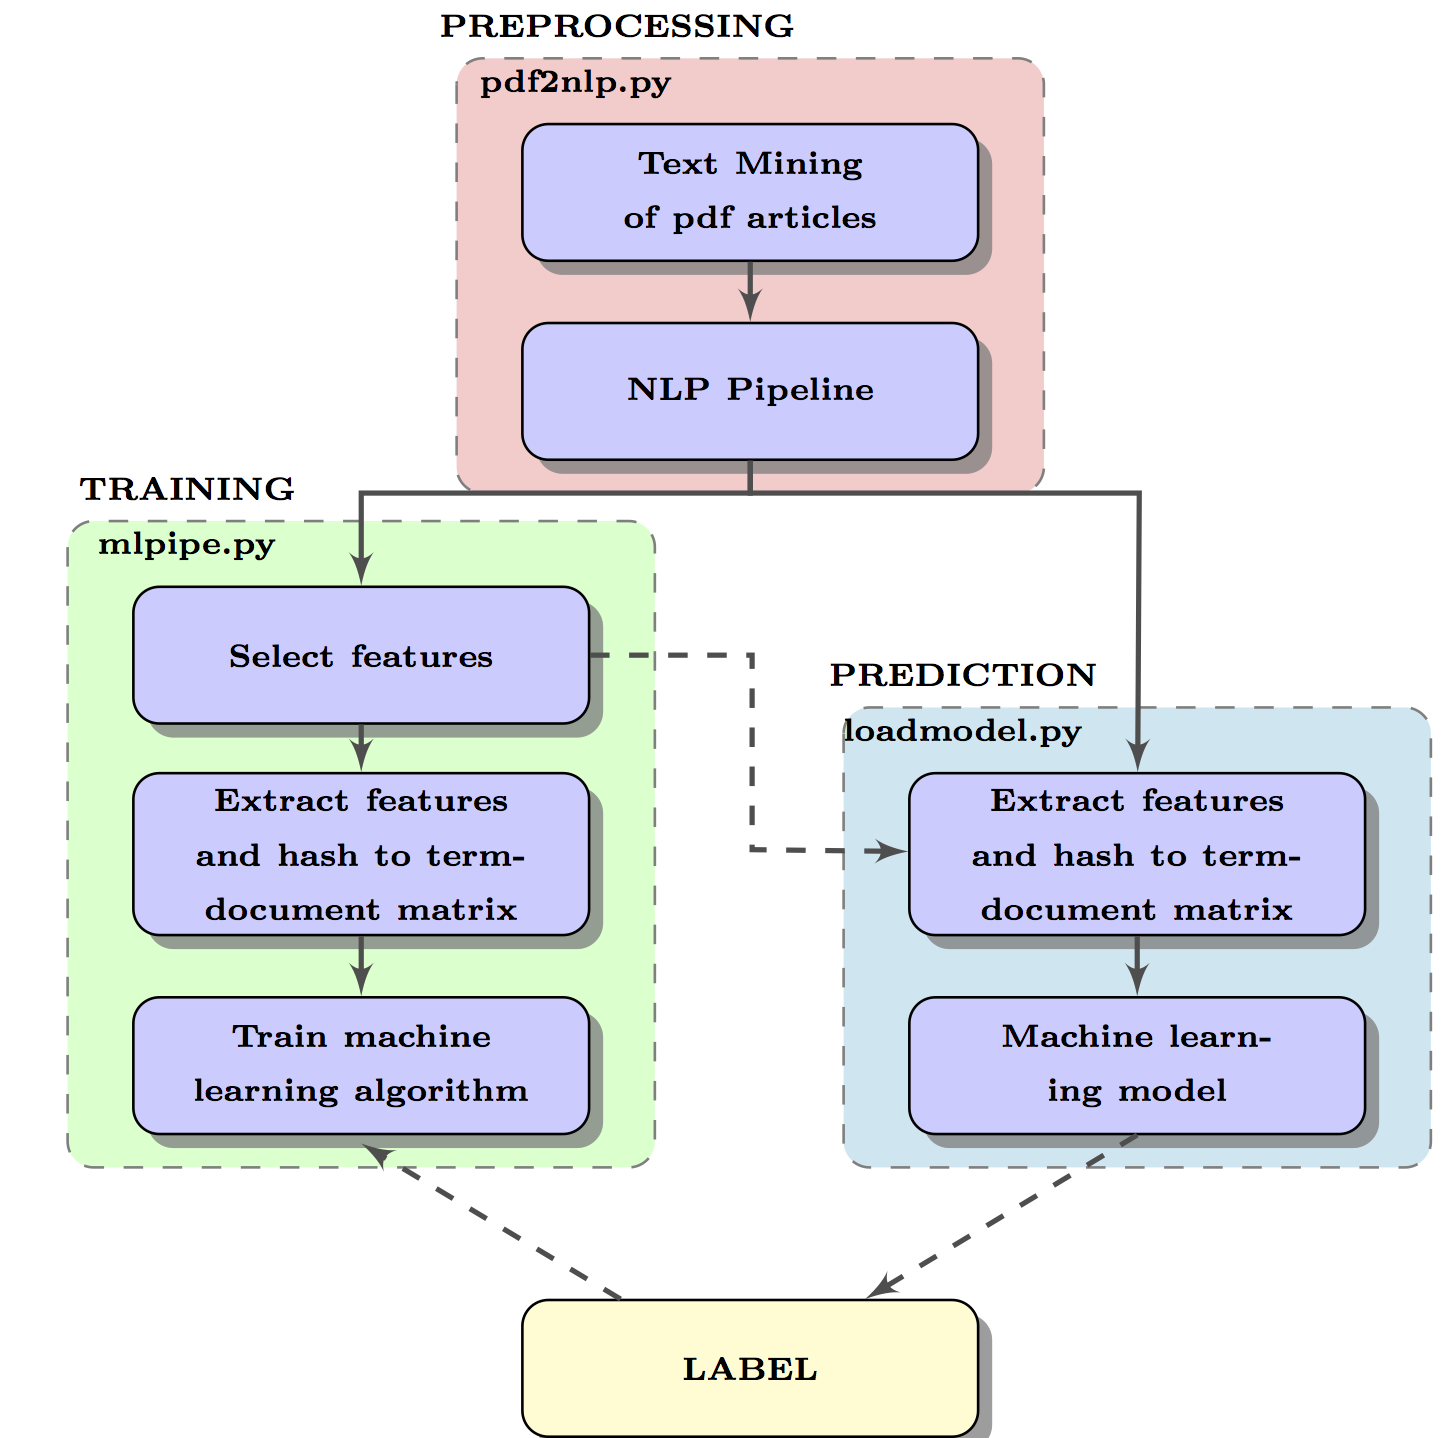 PREPROCESSING
pdf2nlp.py
Text Mining
of pdf articles
NLP Pipeline
TRAINING
mlpipe.py
Select features
Extract features
and hash to term-
document matrix
Train machine
learning algorithm
PREDICTION
loadmodel.py
Extract features
and hash to term-
document matrix
Machine learn-
ing model
LABEL